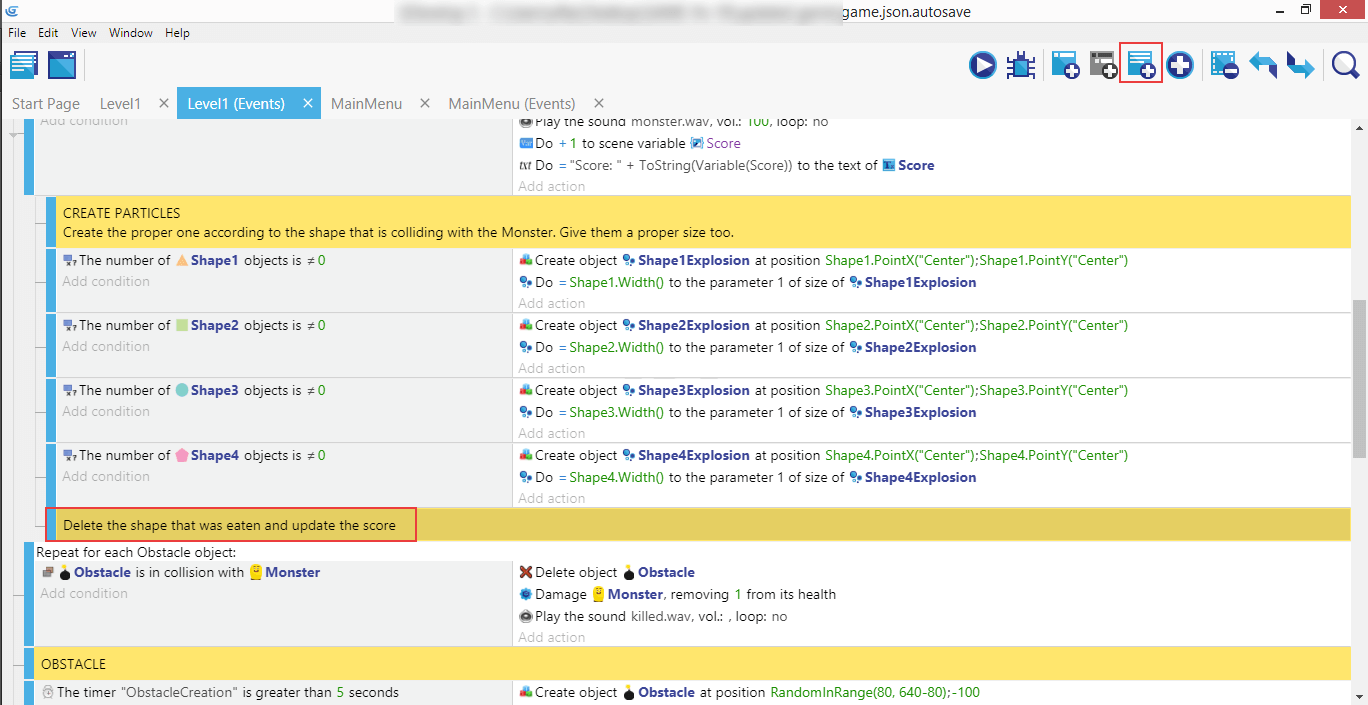 game.json.autosave
File Edit View Window Help
Start Page Level1 Level1 (Events) MainMenu MainMenu (Events)
Add condition
Play the sound monster.wav, vol.: 100, loop: no
Do +1 to scene variable Score
Do ="Score: " + ToString(Variable(Score)) to the text of Score
Add action
CREATE PARTICLES
Create the proper one according to the shape that is colliding with the Monster. Give them a proper size too.
The number of Shape1 objects is ≠0
Add condition
Create object Shape1Explosion at position Shape1.PointX("Center");Shape1.PointY("Center")
Do =Shape1.Width() to the parameter 1 of size of Shape1Explosion
Add action
The number of Shape2 objects is ≠0
Add condition
Create object Shape2Explosion at position Shape2.PointX("Center");Shape2.PointY("Center")
Do =Shape2.Width() to the parameter 1 of size of Shape2Explosion
Add action
The number of Shape3 objects is ≠0
Add condition
Create object Shape3Explosion at position Shape3.PointX("Center");Shape3.PointY("Center")
Do =Shape3.Width() to the parameter 1 of size of Shape3Explosion
Add action
The number of Shape4 objects is ≠0
Add condition
Create object Shape4Explosion at position Shape4.PointX("Center");Shape4.PointY("Center")
Do =Shape4.Width() to the parameter 1 of size of Shape4Explosion
Add action
Delete the shape that was eaten and update the score
Repeat for each Obstacle object:
Obstacle is in collision with Monster
Add condition
Delete object Obstacle
Damage Monster, removing 1 from its health
Play the sound killed.wav, vol.: , loop: no
Add action
OBSTACLE
The timer "ObstacleCreation" is greater than 5 seconds
Create object Obstacle at position RandomInRange(80, 640-80);-100